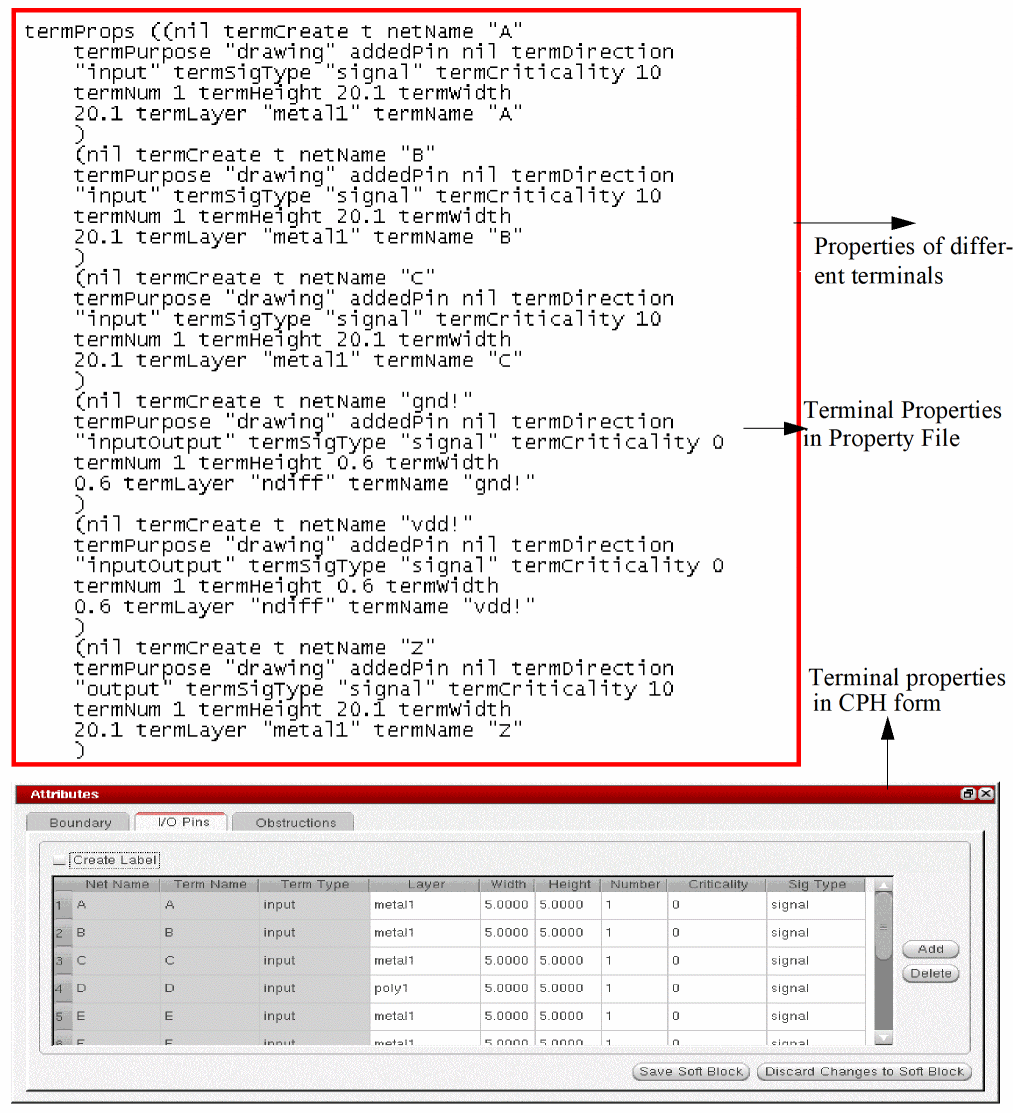 termProps ((nil termCreate t netName "A"
termPurpose "drawing" addedPin nil termDirection
"input" termSigType "signal" termCriticality 10
termNum 1 termHeight 20.1 termWidth
20.1 termLayer "metal1" termName "A"
)
(nil termCreate t netName "B"
termPurpose "drawing" addedPin nil termDirection
"input" termSigType "signal" termCriticality 10
termNum 1 termHeight 20.1 termWidth
20.1 termLayer "metal1" termName "B"
)
(nil termCreate t netName "C"
termPurpose "drawing" addedPin nil termDirection
"input" termSigType "signal" termCriticality 10
termNum 1 termHeight 20.1 termWidth
20.1 termLayer "metal1" termName "C"
)
(nil termCreate t netName "gnd!"
termPurpose "drawing" addedPin nil termDirection
"inputOutput" termSigType "signal" termCriticality 0
termNum 1 termHeight 0.6 termWidth
0.6 termLayer "ndiff" termName "gnd!"
)
(nil termCreate t netName "vdd!"
termPurpose "drawing" addedPin nil termDirection
"inputOutput" termSigType "signal" termCriticality 0
termNum 1 termHeight 0.6 termWidth
0.6 termLayer "ndiff" termName "vdd!"
)
(nil termCreate t netName "Z"
termPurpose "drawing" addedPin nil termDirection
"output" termSigType "signal" termCriticality 10
termNum 1 termHeight 20.1 termWidth
20.1 termLayer "metal1" termName "Z"
)
Properties of differ-
ent terminals
Terminal Properties
in Property File
Terminal properties
in CPH form
Attributes
Boundary I/O Pins Obstructions
Create Label
Net Name Term Name Term Type Layer Width Height Number Criticality Sig Type
1 A A input metal1 5.0000 5.0000 1 0 signal
2 B B input metal1 5.0000 5.0000 1 0 signal
3 C C input metal1 5.0000 5.0000 1 0 signal
4 D D input poly1 5.0000 5.0000 1 0 signal
5 E E input metal1 5.0000 5.0000 1 0 signal
input metal1 5.0000 5.0000 1 0 signal
Add
Delete
Save Soft Block Discard Changes to Soft Block